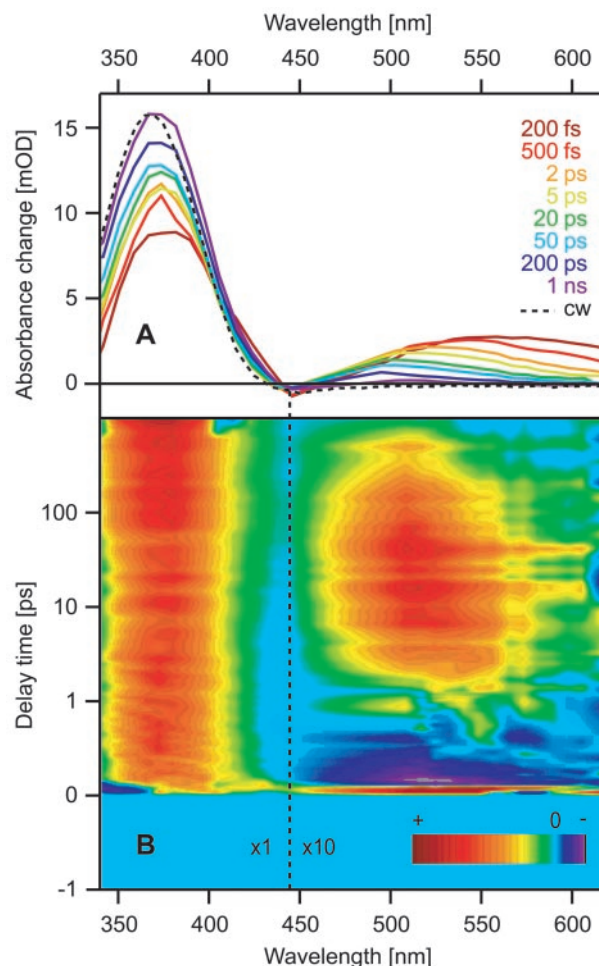 Wavelength [nm]
350 400 450 500 550 600
Absorbance change [mOD]
15
10
5
0
A
200 fs
500 fs
2 ps
5 ps
20 ps
50 ps
200 ps
1 ns
cw
Delay time [ps]
100
10
1
0
-1
B
x1 x10
+ 0 -
350 400 450 500 550 600
Wavelength [nm]